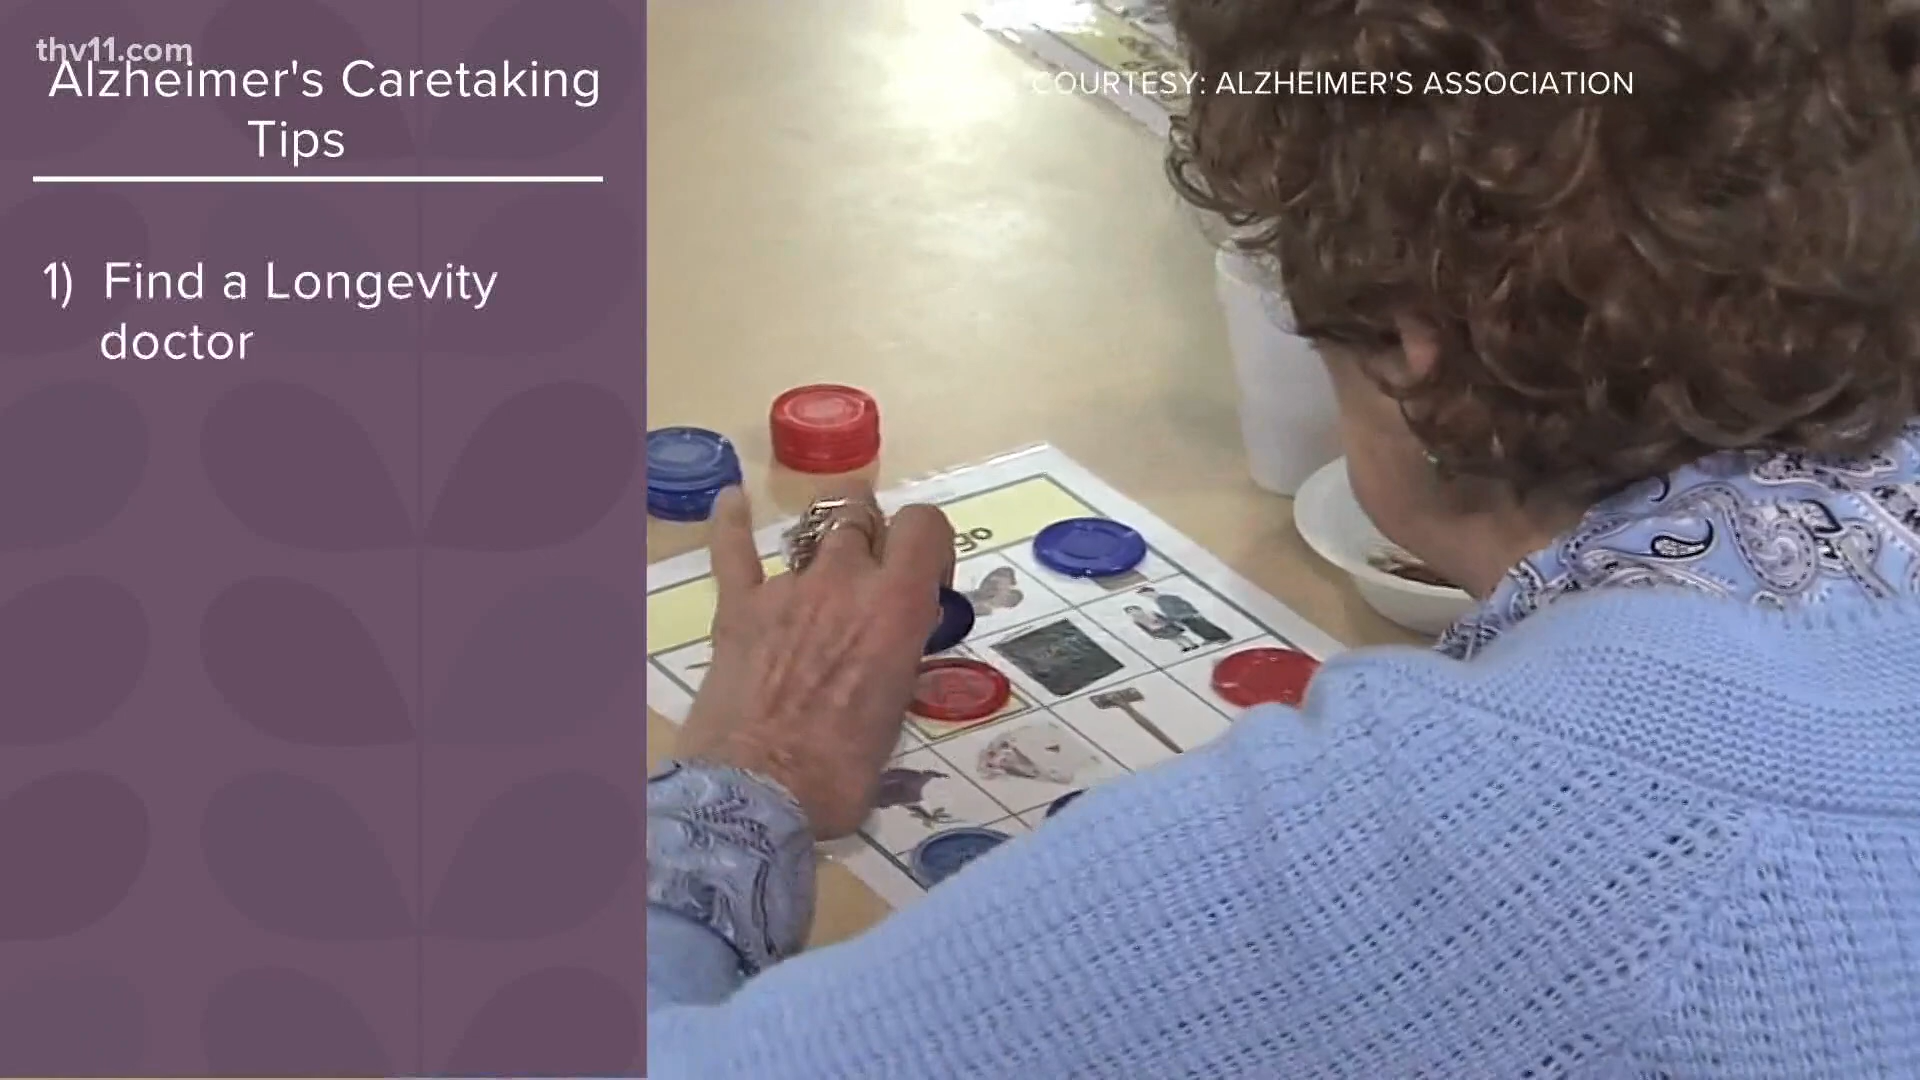 thv11.com
Alzheimer's Caretaking
Tips
COURTESY: ALZHEIMER'S ASSOCIATION
1) Find a Longevity
doctor